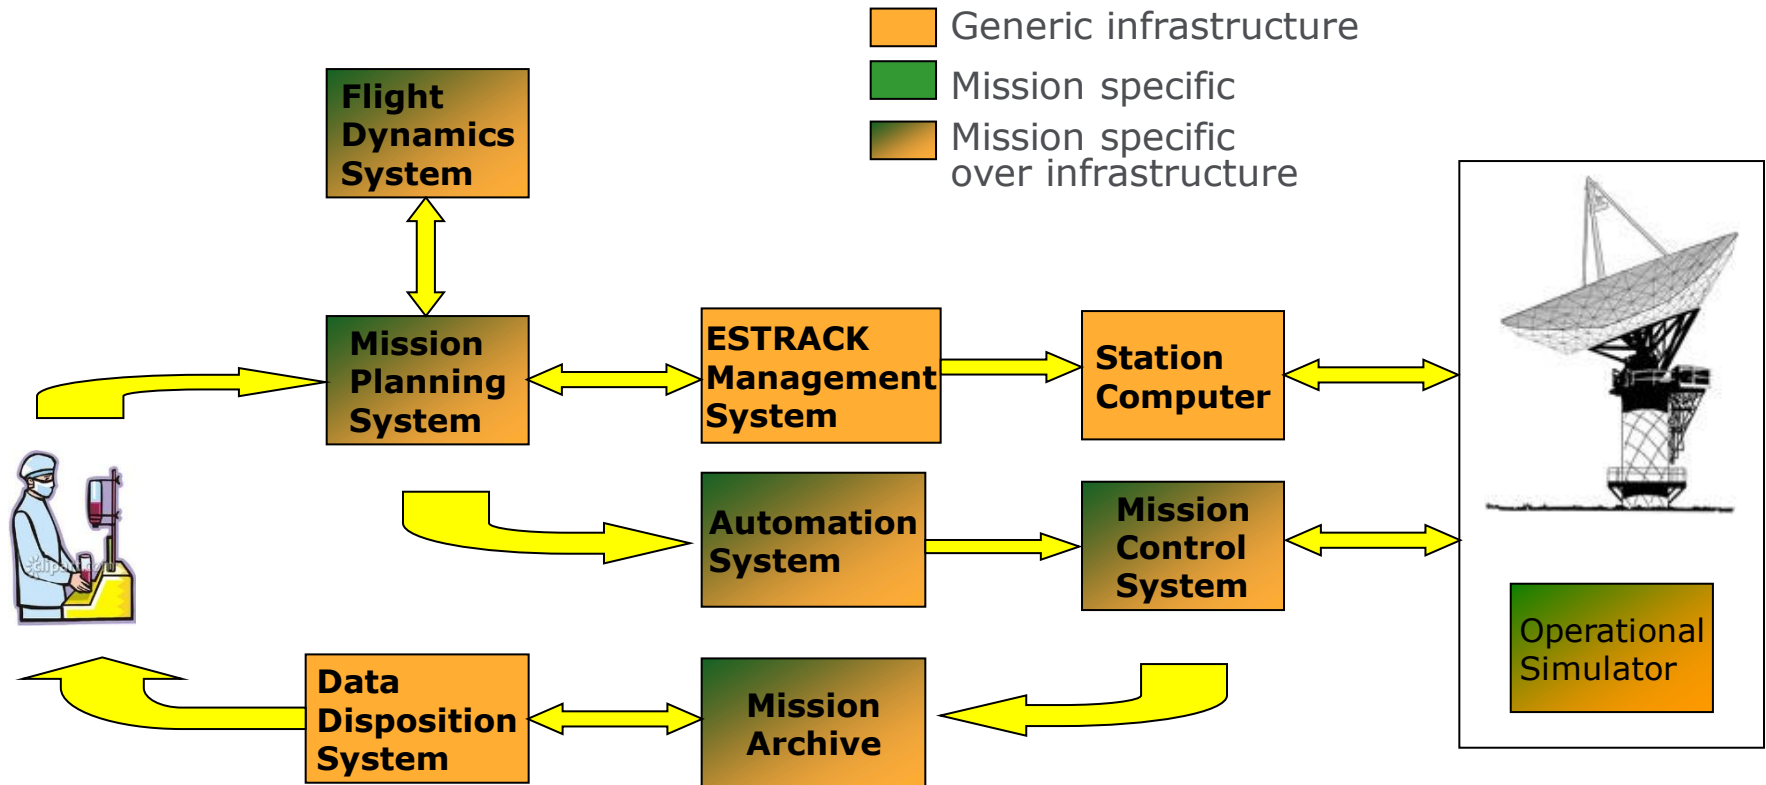 Generic infrastructure
Mission specific
Mission specific
over infrastructure
Flight
Dynamics
System
Mission
Planning
System
ESTRACK
Management
System
Station
Computer
Automation
System
Mission
Control
System
Operational
Simulator
Data
Disposition
System
Mission
Archive